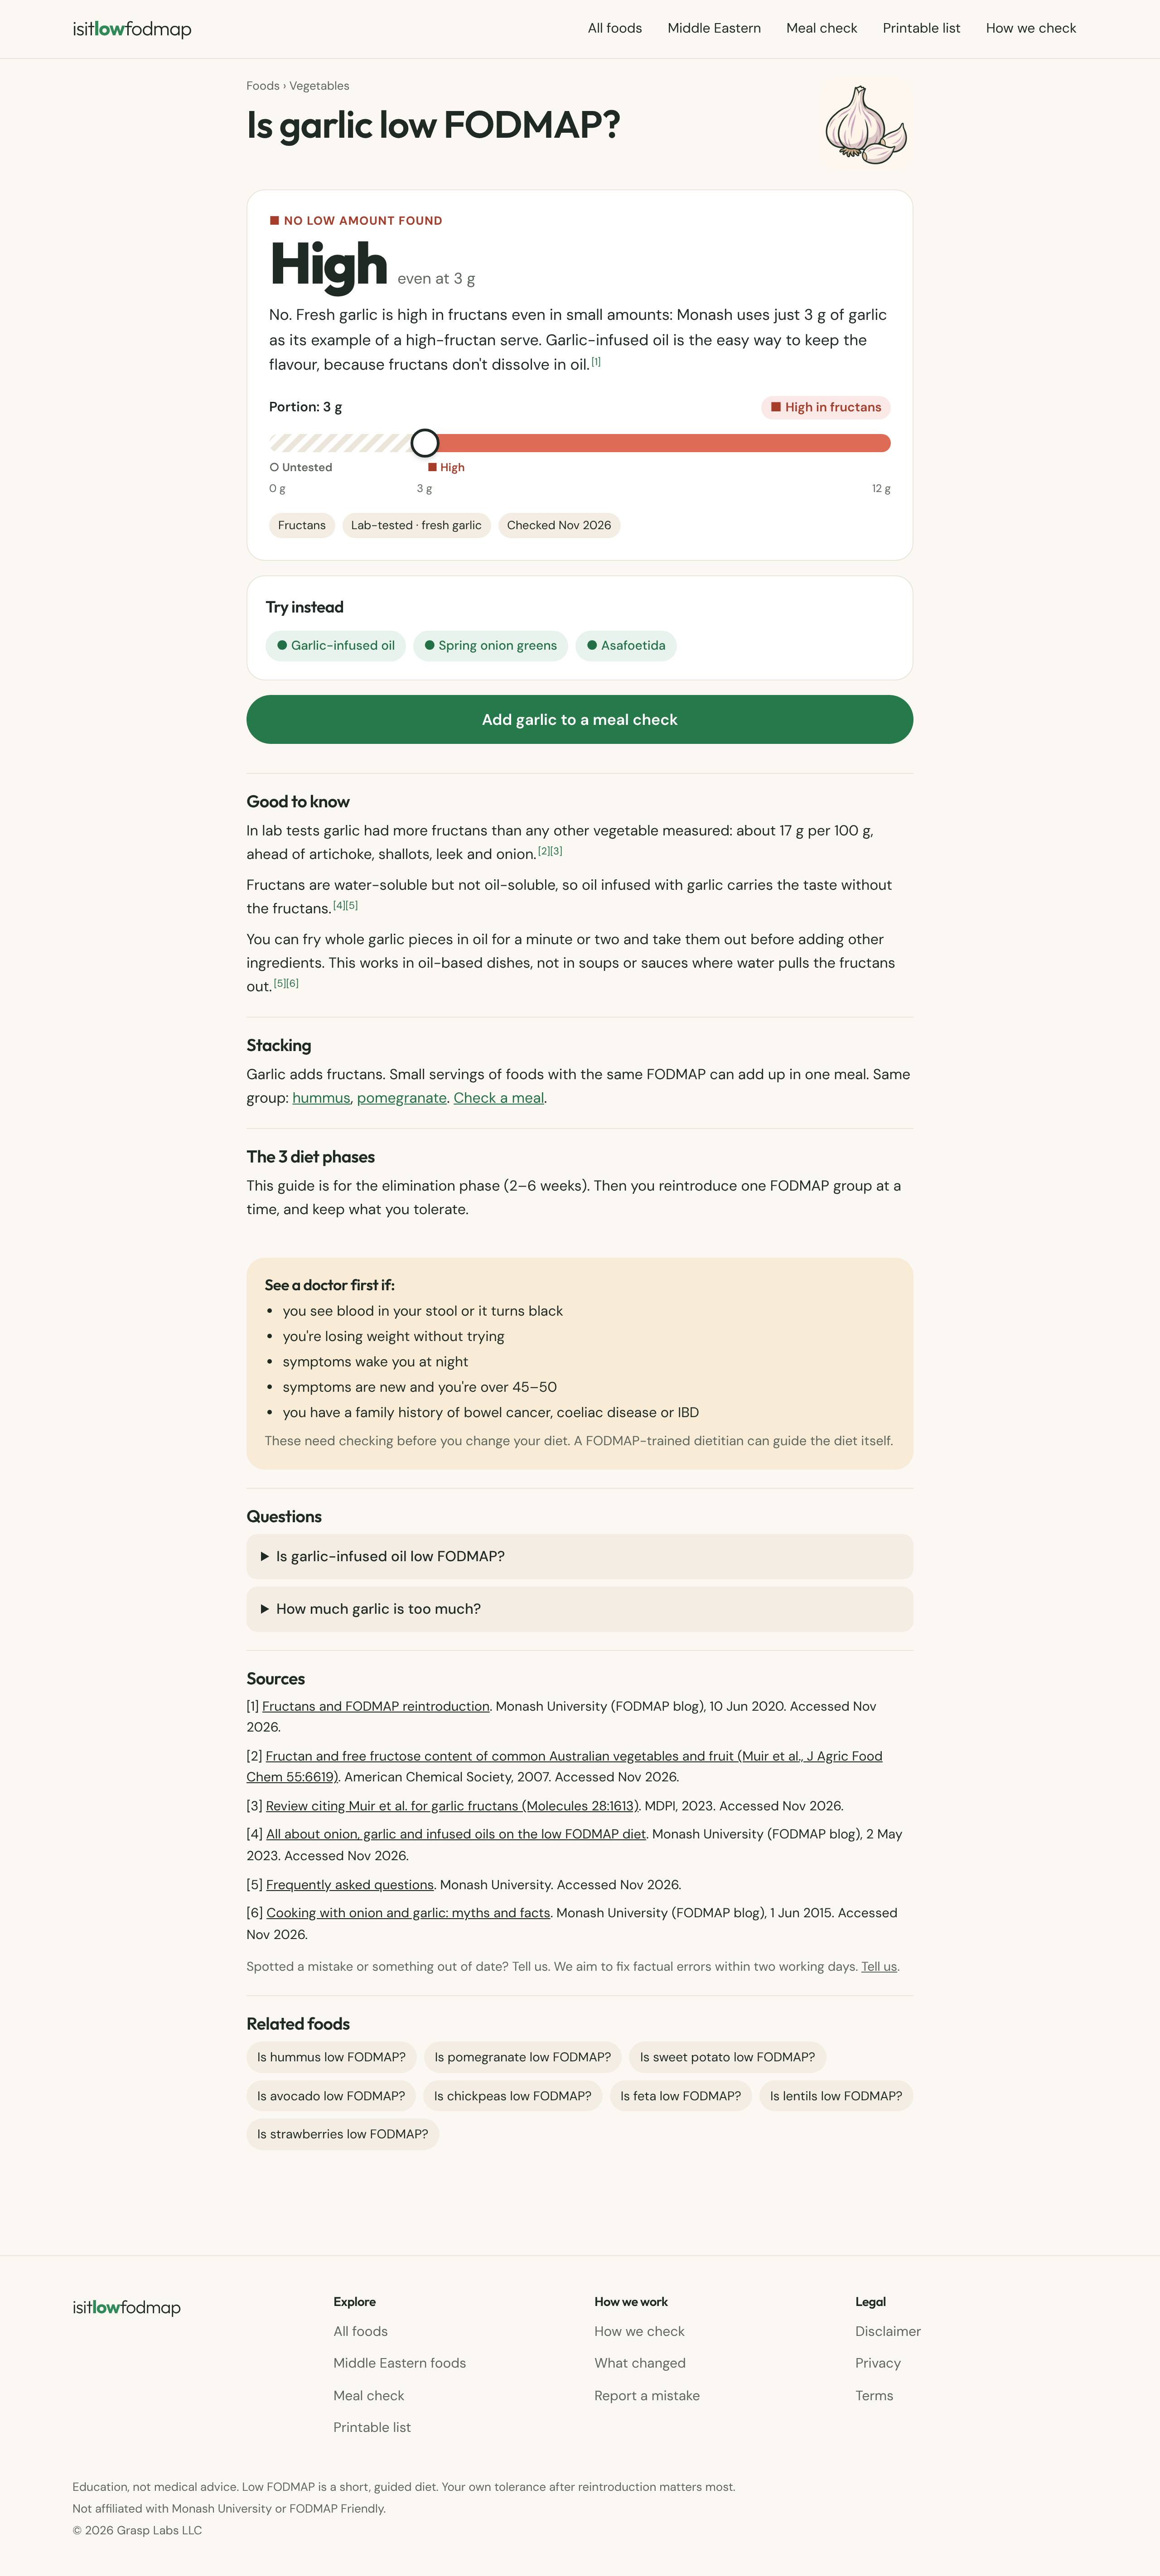 isitlowfodmap
All foods Middle Eastern Meal check Printable list How we check
Foods › Vegetables
Is garlic low FODMAP?
NO LOW AMOUNT FOUND
High even at 3 g
No. Fresh garlic is high in fructans even in small amounts: Monash uses just 3 g of garlic
as its example of a high-fructan serve. Garlic-infused oil is the easy way to keep the
flavour, because fructans don't dissolve in oil. [1]
Portion: 3 g
High in fructans
Untested
High
0 g 3 g 12 g
Fructans Lab-tested · fresh garlic Checked Nov 2026
Try instead
Garlic-infused oil Spring onion greens Asafoetida
Add garlic to a meal check
Good to know
In lab tests garlic had more fructans than any other vegetable measured: about 17 g per 100 g,
ahead of artichoke, shallots, leek and onion. [2][3]
Fructans are water-soluble but not oil-soluble, so oil infused with garlic carries the taste without
the fructans. [4][5]
You can fry whole garlic pieces in oil for a minute or two and take them out before adding other
ingredients. This works in oil-based dishes, not in soups or sauces where water pulls the fructans
out. [5][6]
Stacking
Garlic adds fructans. Small servings of foods with the same FODMAP can add up in one meal. Same
group: hummus, pomegranate. Check a meal.
The 3 diet phases
This guide is for the elimination phase (2–6 weeks). Then you reintroduce one FODMAP group at a
time, and keep what you tolerate.
See a doctor first if:
• you see blood in your stool or it turns black
• you're losing weight without trying
• symptoms wake you at night
• symptoms are new and you're over 45–50
• you have a family history of bowel cancer, coeliac disease or IBD
These need checking before you change your diet. A FODMAP-trained dietitian can guide the diet itself.
Questions
Is garlic-infused oil low FODMAP?
How much garlic is too much?
Sources
[1] Fructans and FODMAP reintroduction. Monash University (FODMAP blog), 10 Jun 2020. Accessed Nov
2026.
[2] Fructan and free fructose content of common Australian vegetables and fruit (Muir et al., J Agric Food
Chem 55:6619). American Chemical Society, 2007. Accessed Nov 2026.
[3] Review citing Muir et al. for garlic fructans (Molecules 28:1613). MDPI, 2023. Accessed Nov 2026.
[4] All about onion, garlic and infused oils on the low FODMAP diet. Monash University (FODMAP blog), 2 May
2023. Accessed Nov 2026.
[5] Frequently asked questions. Monash University. Accessed Nov 2026.
[6] Cooking with onion and garlic: myths and facts. Monash University (FODMAP blog), 1 Jun 2015. Accessed
Nov 2026.
Spotted a mistake or something out of date? Tell us. We aim to fix factual errors within two working days. Tell us.
Related foods
Is hummus low FODMAP? Is pomegranate low FODMAP? Is sweet potato low FODMAP?
Is avocado low FODMAP? Is chickpeas low FODMAP? Is feta low FODMAP? Is lentils low FODMAP?
Is strawberries low FODMAP?
isitlowfodmap
Explore
All foods
Middle Eastern foods
Meal check
Printable list
How we work
How we check
What changed
Report a mistake
Legal
Disclaimer
Privacy
Terms
Education, not medical advice. Low FODMAP is a short, guided diet. Your own tolerance after reintroduction matters most.
Not affiliated with Monash University or FODMAP Friendly.
© 2026 Grasp Labs LLC